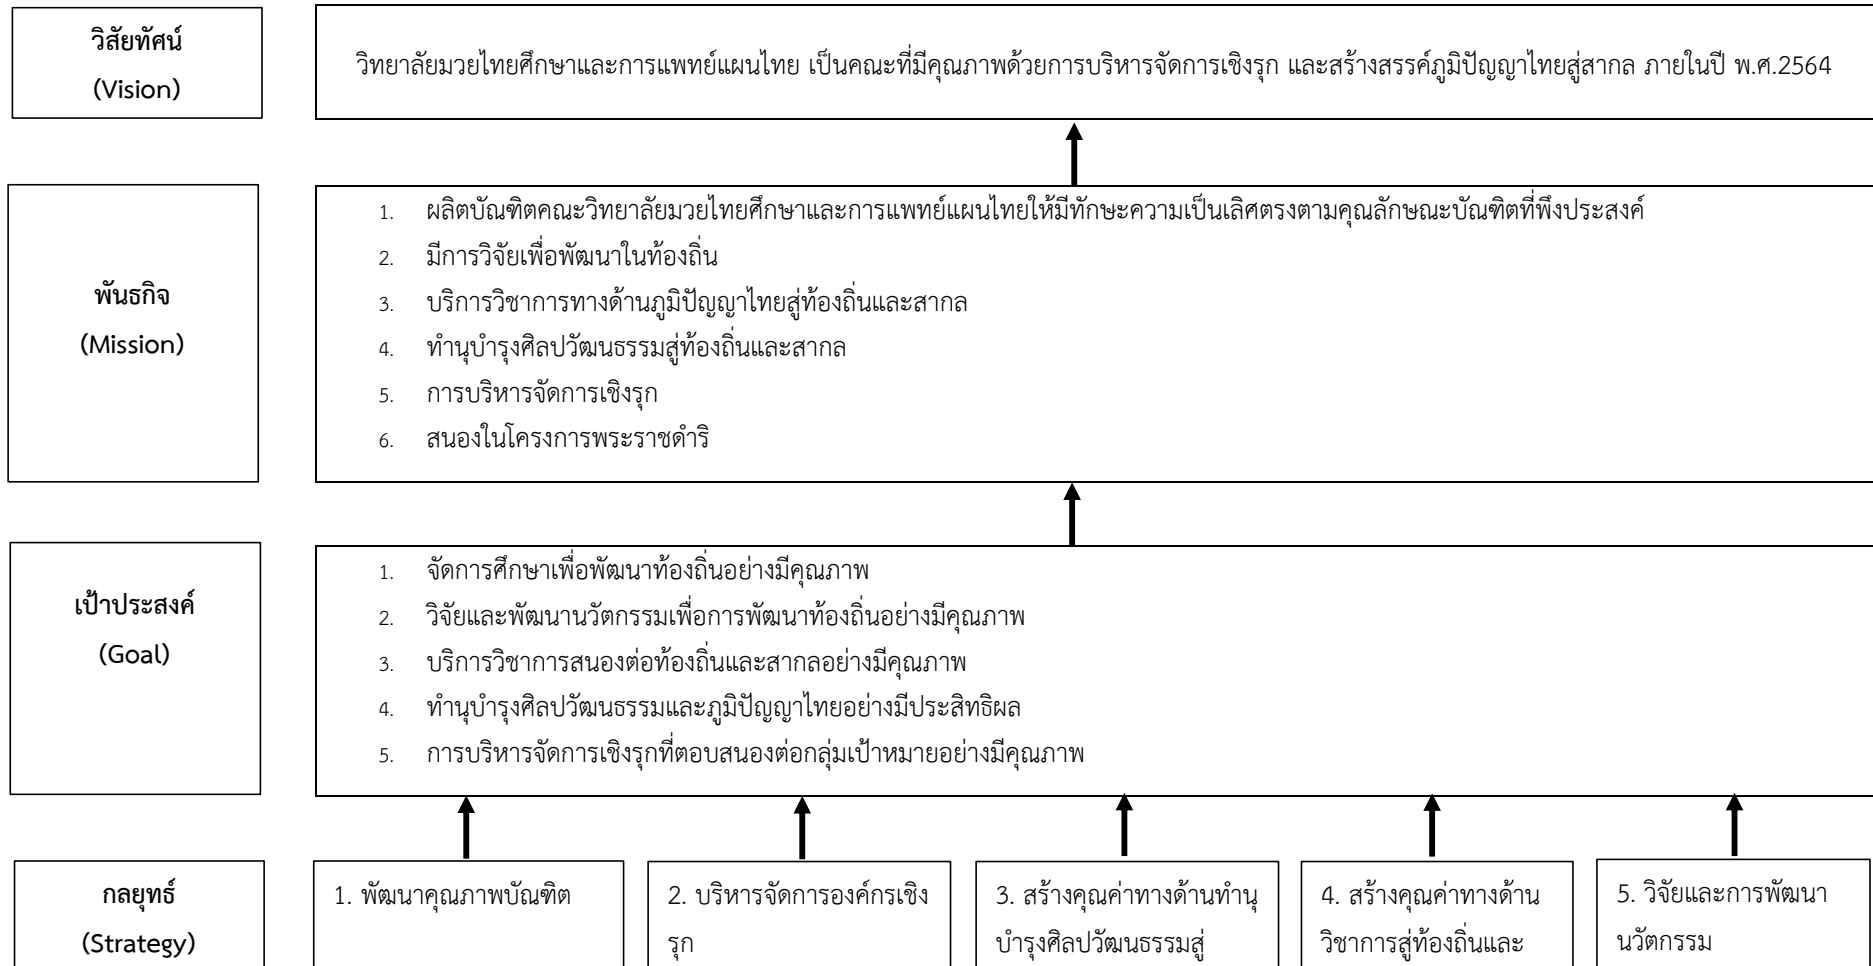 วิสัยทัศน์
(Vision)
วิทยาลัยมวยไทยศึกษาและการแพทย์แผนไทย เป็นคณะที่มีคุณภาพด้วยการบริหารจัดการเชิงรุก และสร้างสรรค์ภูมิปัญญาไทยสู่สากล ภายในปี พ.ศ.2564
พันธกิจ
(Mission)
1. ผลิตบัณฑิตคณะวิทยาลัยมวยไทยศึกษาและการแพทย์แผนไทยให้มีทักษะความเป็นเลิศตรงตามคุณลักษณะบัณฑิตที่พึงประสงค์
2. มีการวิจัยเพื่อพัฒนาในท้องถิ่น
3. บริการวิชาการทางด้านภูมิปัญญาไทยสู่ท้องถิ่นและสากล
4. ทำนุบำรุงศิลปวัฒนธรรมสู่ท้องถิ่นและสากล
5. การบริหารจัดการเชิงรุก
6. สนองในโครงการพระราชดำริ
เป้าประสงค์
(Goal)
1. จัดการศึกษาเพื่อพัฒนาท้องถิ่นอย่างมีคุณภาพ
2. วิจัยและพัฒนานวัตกรรมเพื่อการพัฒนาท้องถิ่นอย่างมีคุณภาพ
3. บริการวิชาการสนองต่อท้องถิ่นและสากลอย่างมีคุณภาพ
4. ทำนุบำรุงศิลปวัฒนธรรมและภูมิปัญญาไทยอย่างมีประสิทธิผล
5. การบริหารจัดการเชิงรุกที่ตอบสนองต่อกลุ่มเป้าหมายอย่างมีคุณภาพ
กลยุทธ์
(Strategy)
1. พัฒนาคุณภาพบัณฑิต
2. บริหารจัดการองค์กรเชิง
รุก
3. สร้างคุณค่าทางด้านทำนุ
บำรุงศิลปวัฒนธรรมสู่
4. สร้างคุณค่าทางด้าน
วิชาการสู่ท้องถิ่นและ
5. วิจัยและการพัฒนา
นวัตกรรม